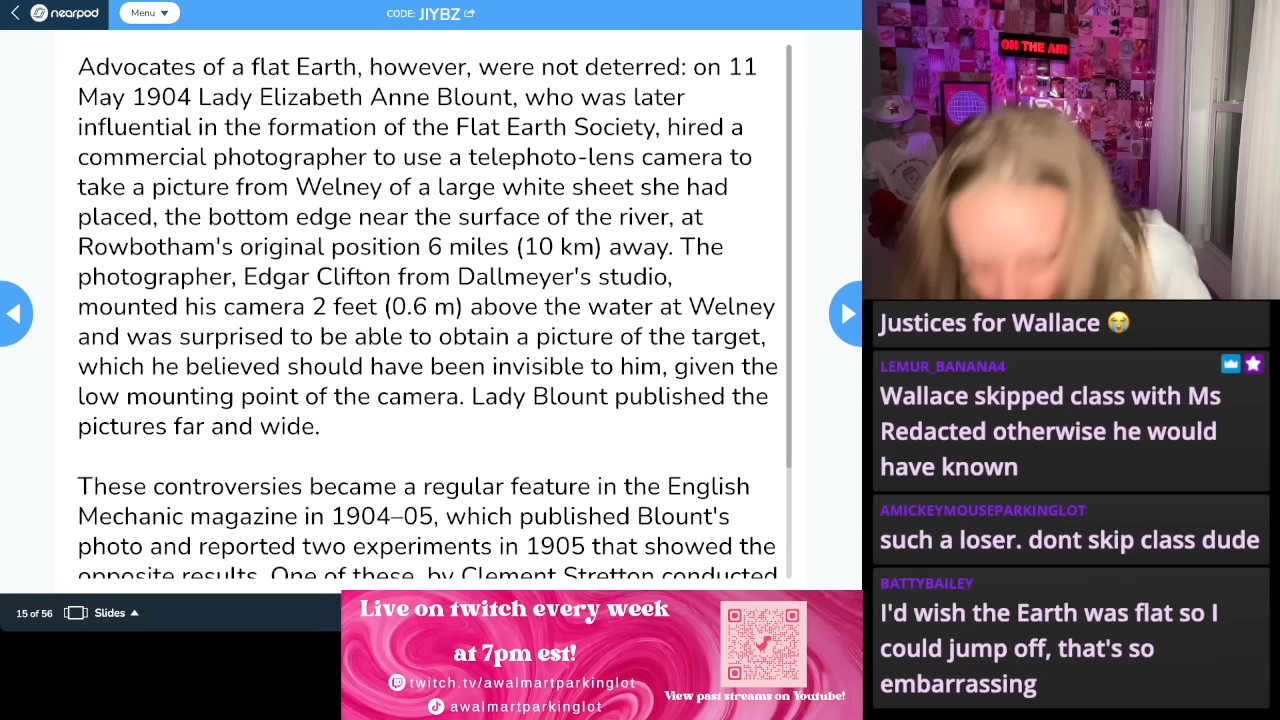 nearpod
Menu
CODE: JIYBZ
Advocates of a flat Earth, however, were not deterred: on 11
May 1904 Lady Elizabeth Anne Blount, who was later
influential in the formation of the Flat Earth Society, hired a
commercial photographer to use a telephoto-lens camera to
take a picture from Welney of a large white sheet she had
placed, the bottom edge near the surface of the river, at
Rowbotham's original position 6 miles (10 km) away. The
photographer, Edgar Clifton from Dallmeyer's studio,
mounted his camera 2 feet (0.6 m) above the water at Welney
and was surprised to be able to obtain a picture of the target,
which he believed should have been invisible to him, given the
low mounting point of the camera. Lady Blount published the
pictures far and wide.
These controversies became a regular feature in the English
Mechanic magazine in 1904–05, which published Blount's
photo and reported two experiments in 1905 that showed the
opposite results. One of these, by Clement Stretton conducted
15 of 56
Slides
Live on twitch every week
at 7pm est!
twitch.tv/awalmartparkinglot
awalmartparkinglot
View past streams on Youtube!
ON THE AIR
Justices for Wallace 😭
LEMUR_BANANA4
Wallace skipped class with Ms
Redacted otherwise he would
have known
AMICKEYMOUSEPARKINGLOT
such a loser. dont skip class dude
BATTYBAILEY
I'd wish the Earth was flat so I
could jump off, that's so
embarrassing